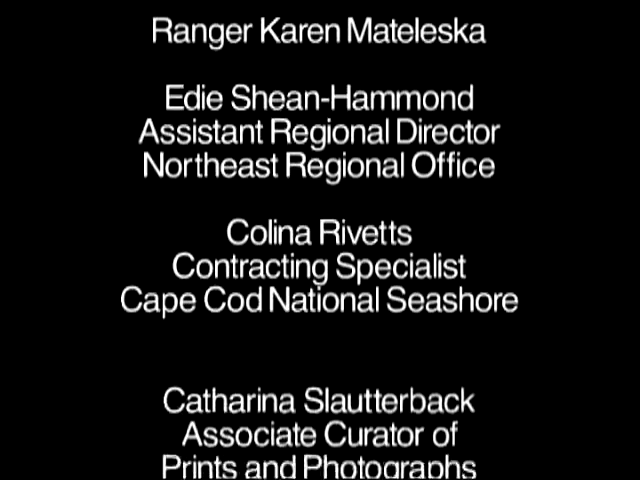 Ranger Karen Mateleska
Edie Shean-Hammond
Assistant Regional Director
Northeast Regional Office
Colina Rivetts
Contracting Specialist
Cape Cod National Seashore
Catharina Slautterback
Associate Curator of
Prints and Photographs